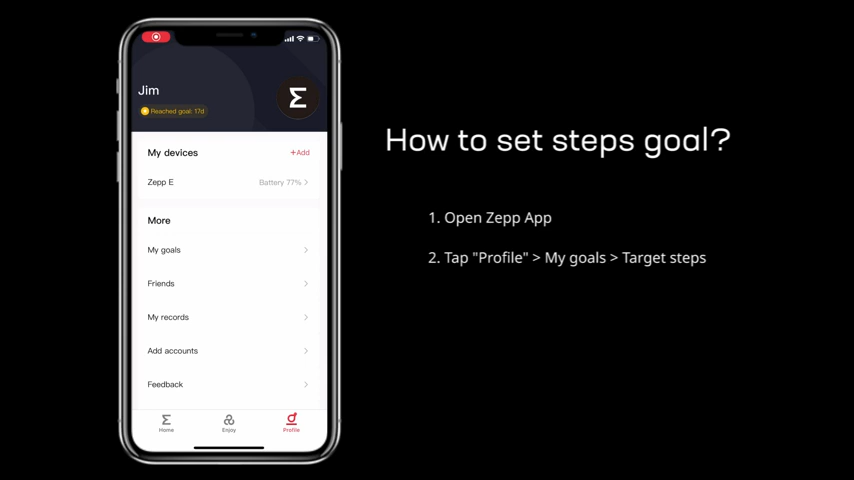 Jim
Reached goal: 17d
My devices
+Add
Zepp E
Battery 77%
More
My goals
Friends
My records
Add accounts
Feedback
Home
Enjoy
Profile
How to set steps goal?
1. Open Zepp App
2. Tap "Profile" > My goals > Target steps